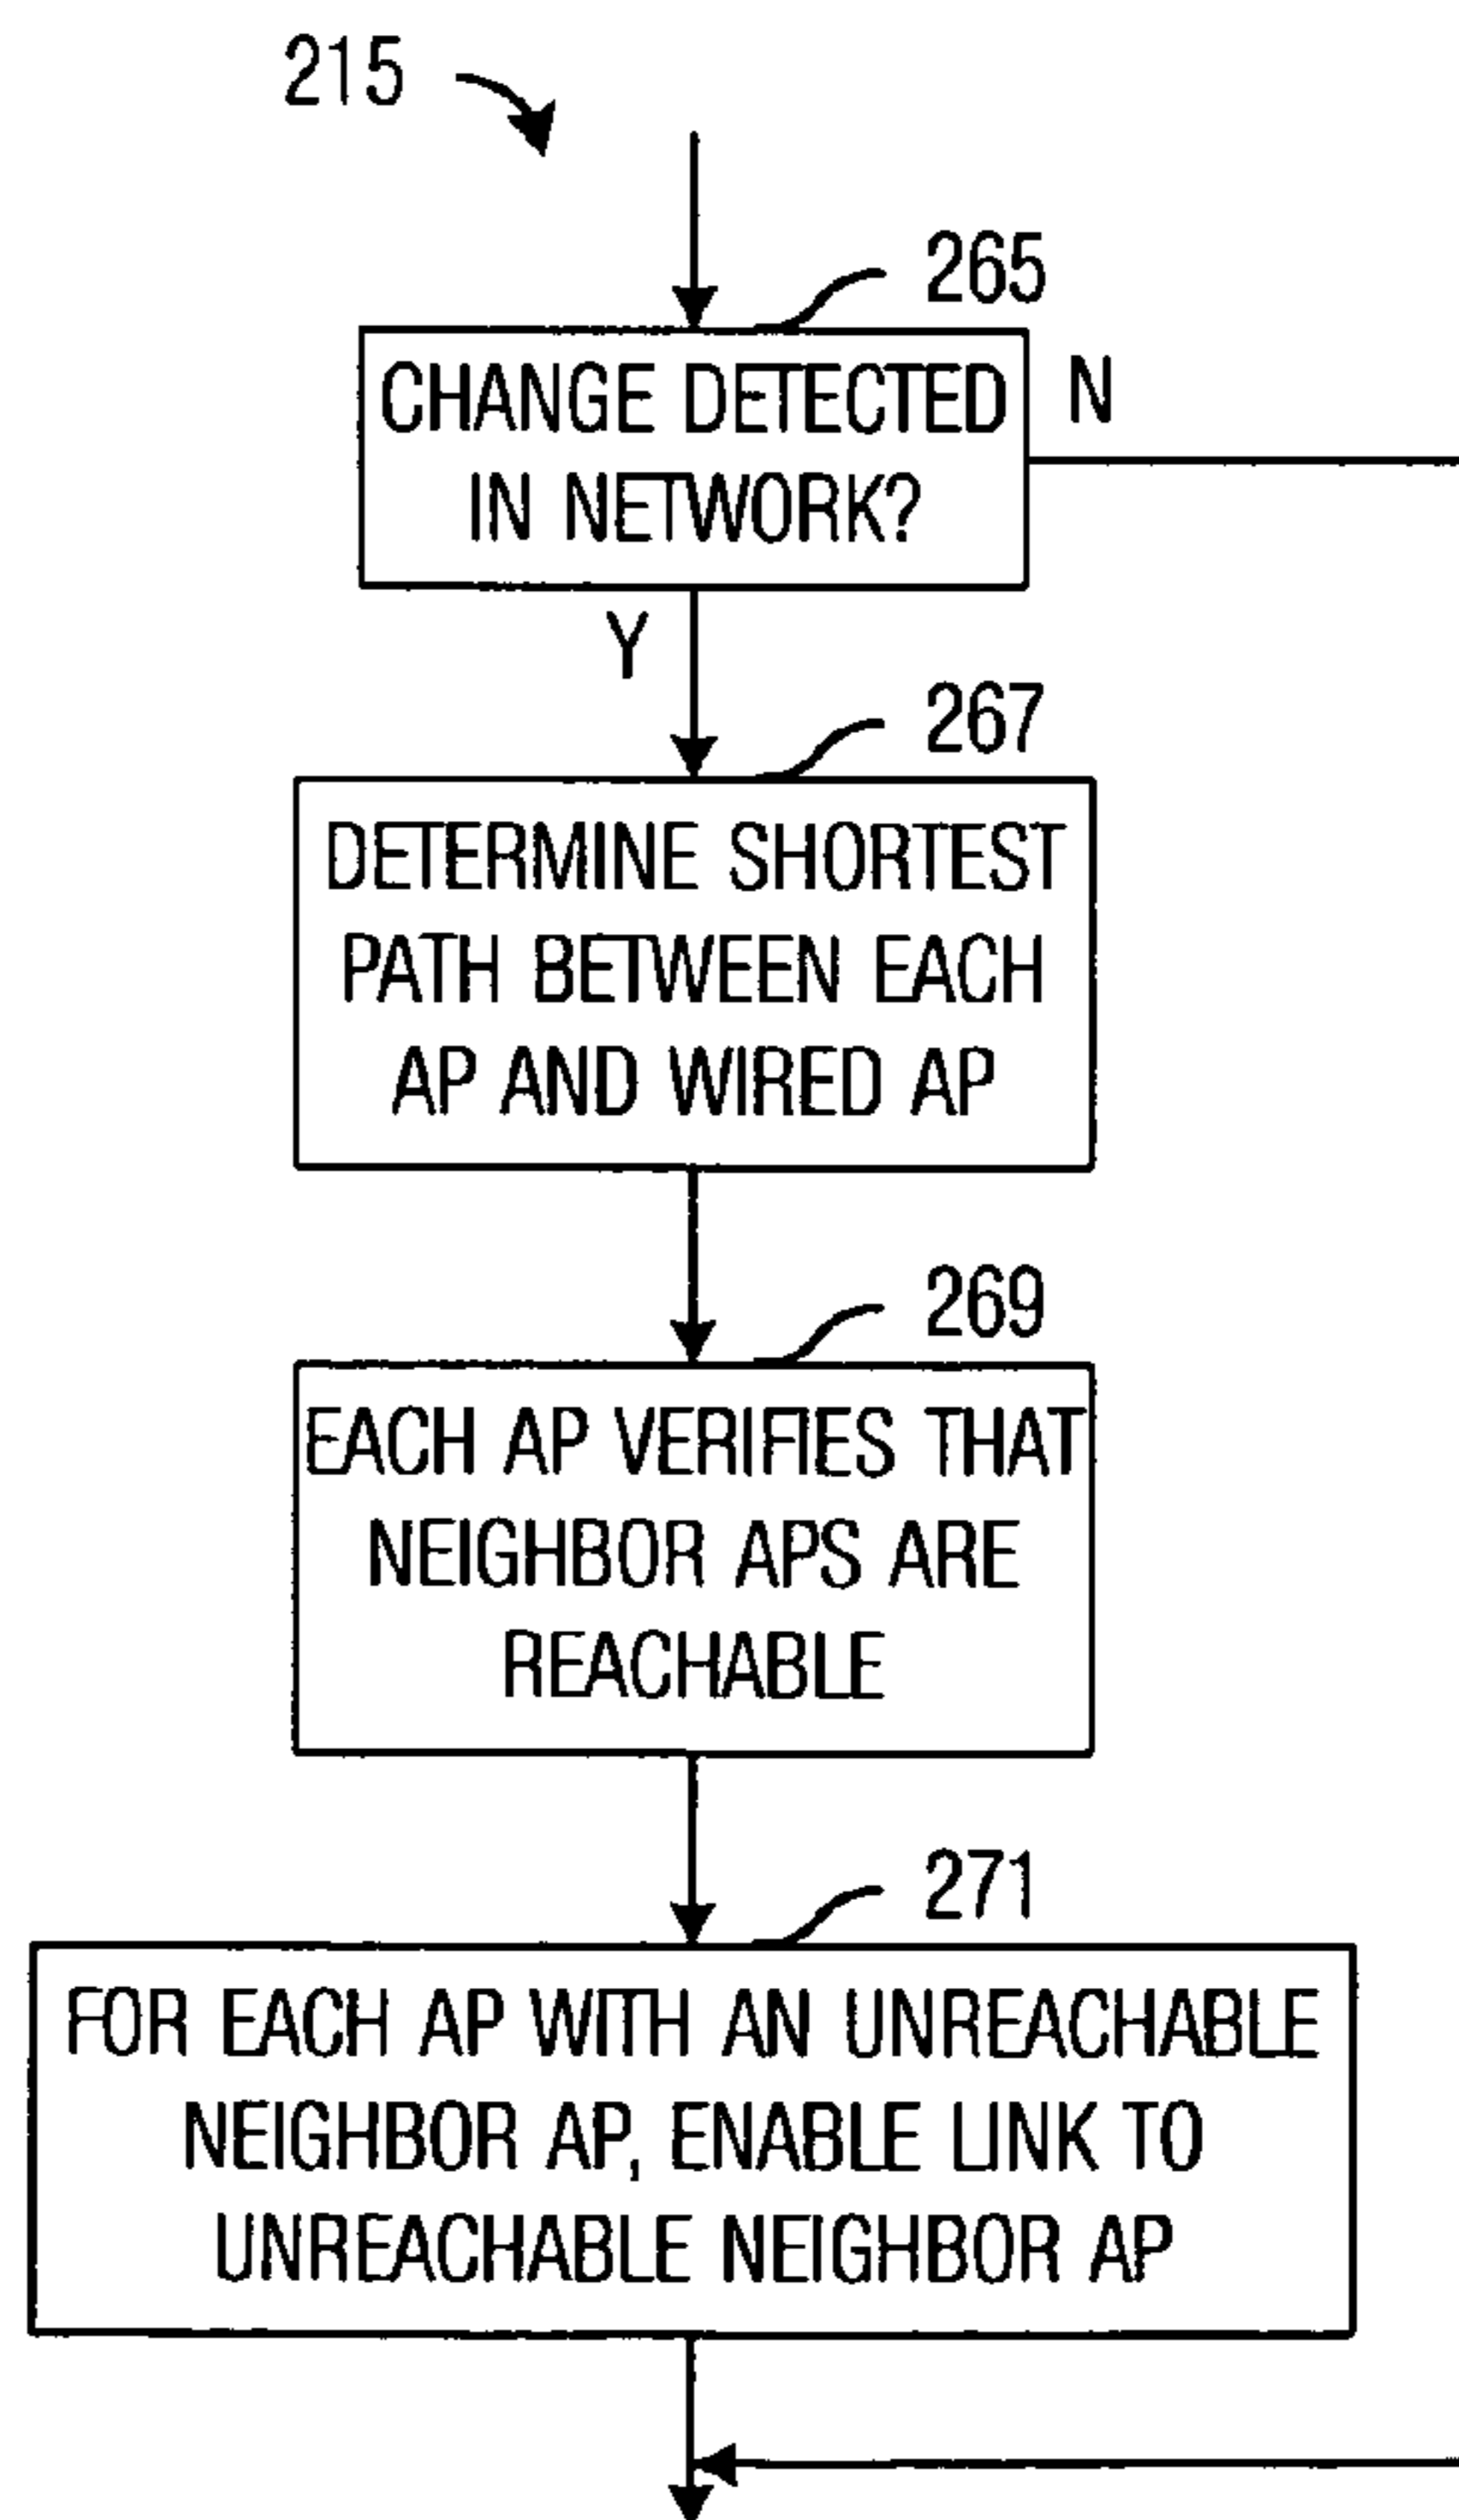 215
265
CHANGE DETECTED
IN NETWORK?
N
Y
267
DETERMINE SHORTEST
PATH BETWEEN EACH
AP AND WIRED AP
269
EACH AP VERIFIES THAT
NEIGHBOR APS ARE
REACHABLE
271
FOR EACH AP WITH AN UNREACHABLE
NEIGHBOR AP, ENABLE LINK TO
UNREACHABLE NEIGHBOR AP